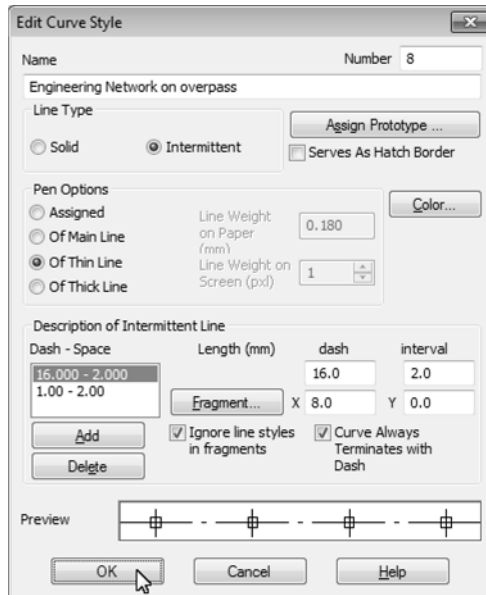 Edit Curve Style
Name
Number 8
Engineering Network on overpass
Line Type
Solid
Intermittent
Assign Prototype ...
Serves As Hatch Border
Pen Options
Assigned
Of Main Line
Of Thin Line
Of Thick Line
Line Weight
on Paper
(mm)
0.180
Line Weight on
Screen (pxl)
1
Color...
Description of Intermittent Line
Dash - Space
Length (mm)
dash
interval
16.000 - 2.000
1.00 - 2.00
16.0
2.0
Fragment...
X 8.0
Y 0.0
Add
Delete
Ignore line styles
in fragments
Curve Always
Terminates with
Dash
Preview
OK
Cancel
Help